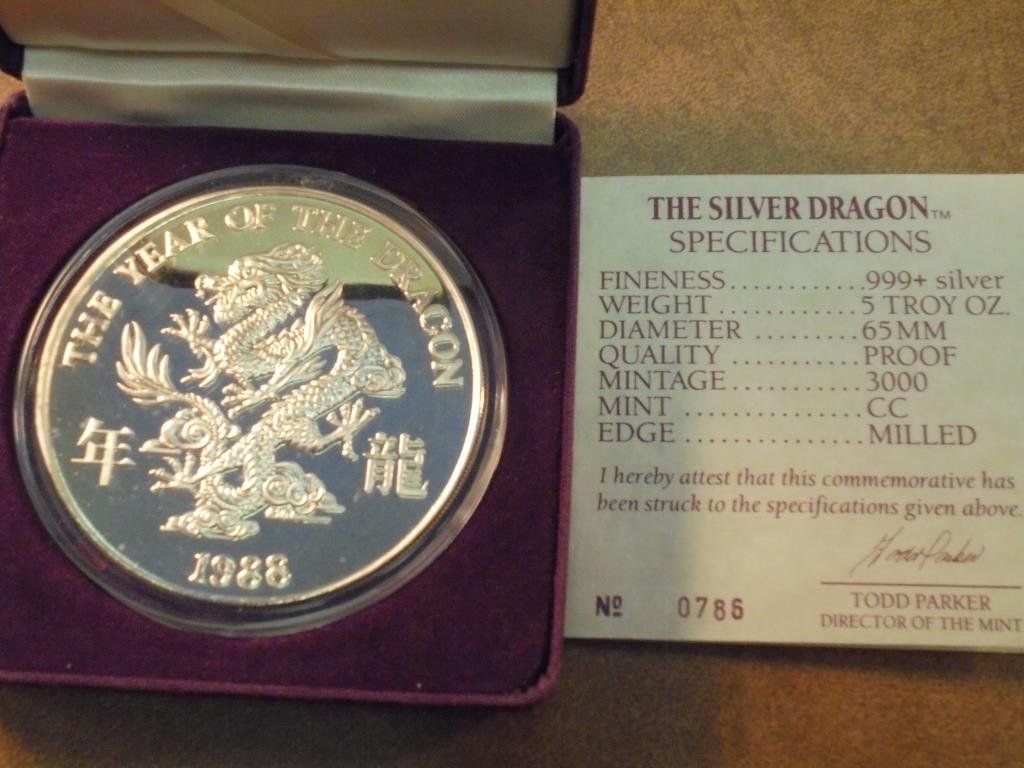 THE YEAR OF THE DRAGON
年 龍
1988
THE SILVER DRAGON™
SPECIFICATIONS
FINENESS............999+ silver
WEIGHT ............5 TROY OZ.
DIAMETER .........65MM
QUALITY ...........PROOF
MINTAGE...........3000
MINT ...............CC
EDGE ...............MILLED
I hereby attest that this commemorative has
been struck to the specifications given above.
Todd Parker
Nº 0786
TODD PARKER
DIRECTOR OF THE MINT